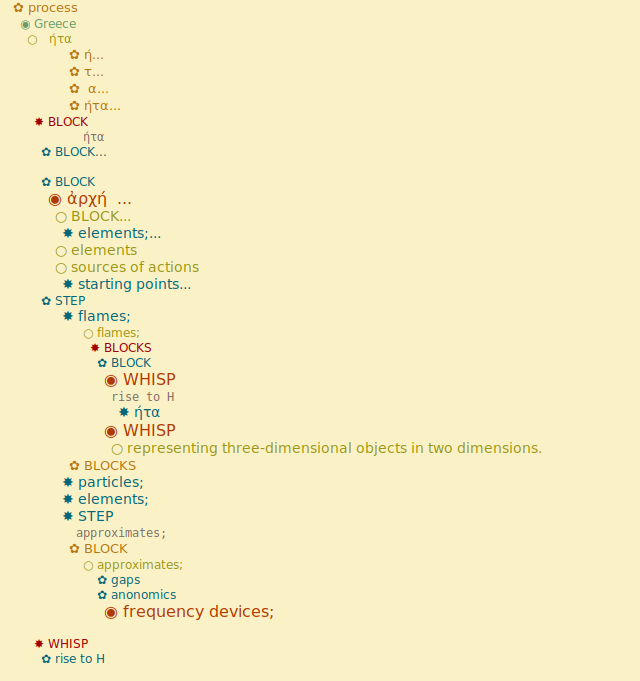 ✿ process
◉ Greece
○ ήτα
✿ ή...
✿ τ...
✿ α...
✿ ήτα...
✸ BLOCK
ήτα
✿ BLOCK...
✿ BLOCK
◉ ἀρχή ...
○ BLOCK...
✸ elements;...
○ elements
○ sources of actions
✸ starting points...
✿ STEP
✸ flames;
○ flames;
✸ BLOCKS
✿ BLOCK
◉ WHISP
rise to H
✸ ήτα
◉ WHISP
○ representing three-dimensional objects in two dimensions.
✿ BLOCKS
✸ particles;
✸ elements;
✸ STEP
approximates;
✿ BLOCK
○ approximates;
✿ gaps
✿ anonomics
◉ frequency devices;
✸ WHISP
✿ rise to H